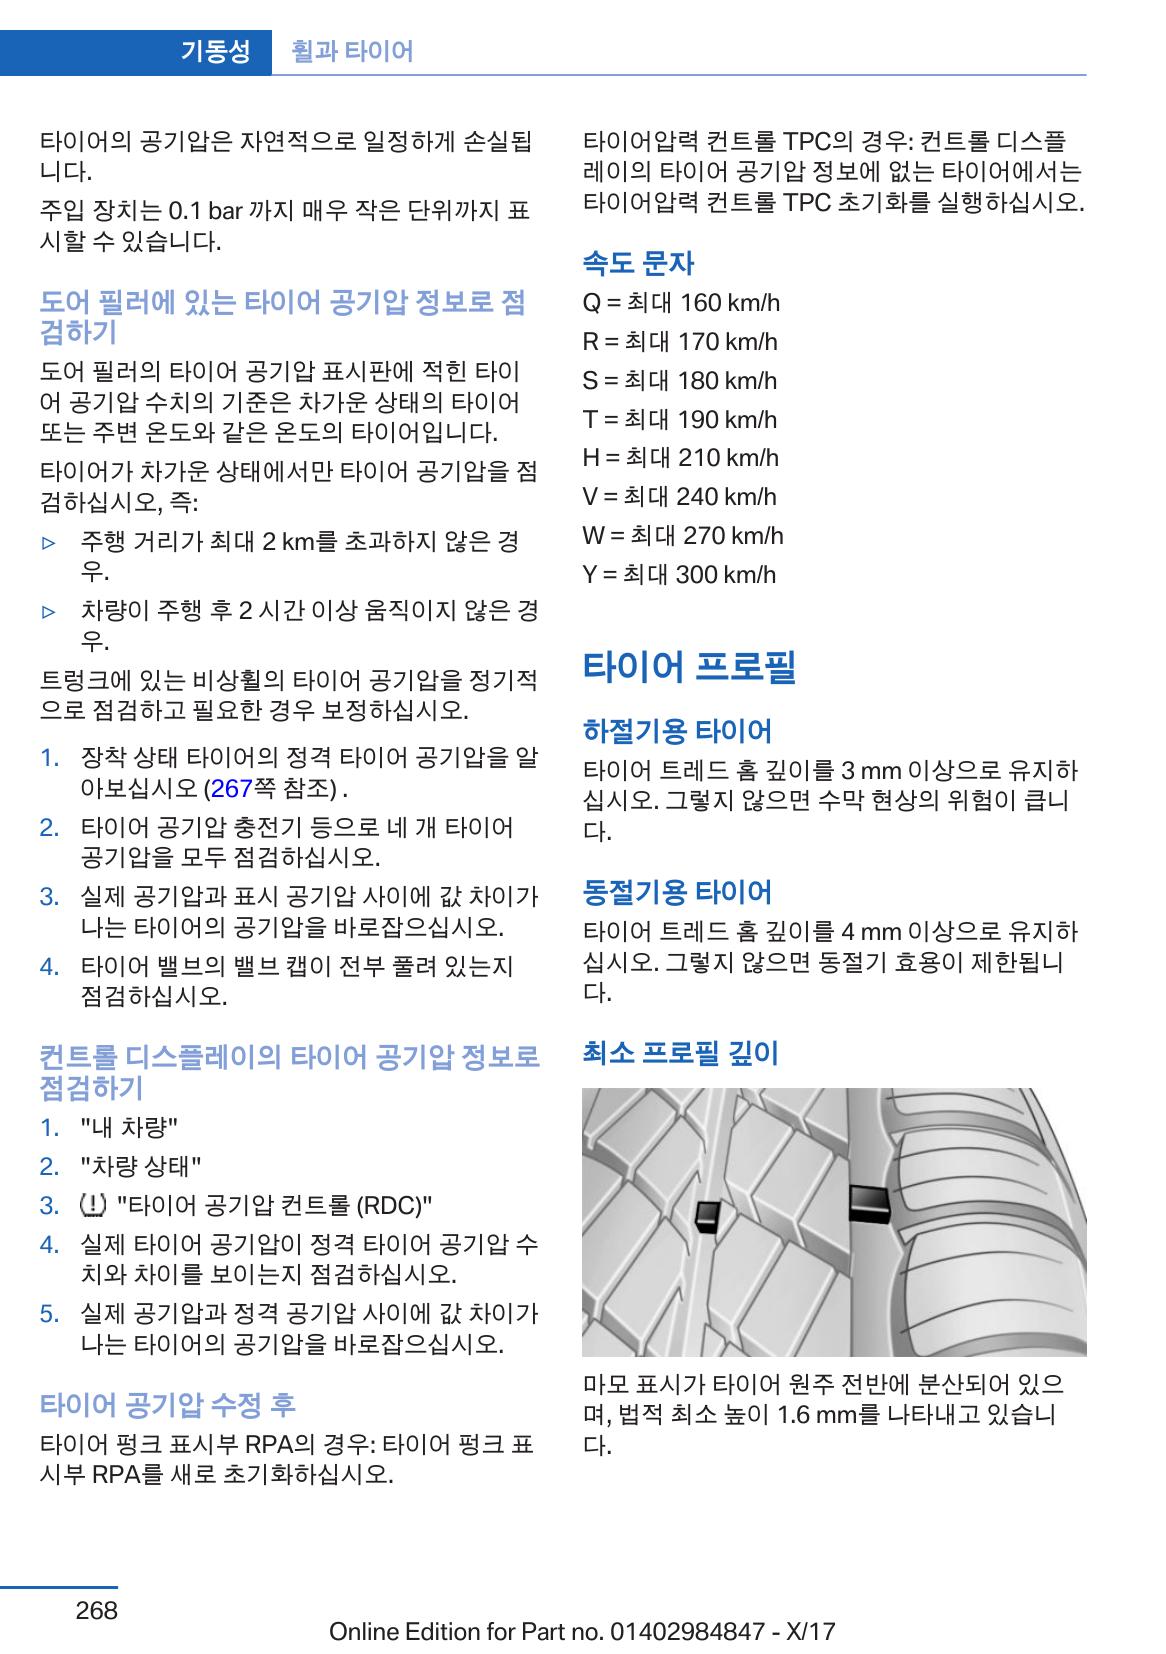 기동성 휠과 타이어
타이어의 공기압은 자연적으로 일정하게 손실됩
니다.
주입 장치는 0.1 bar 까지 매우 작은 단위까지 표
시할 수 있습니다.
도어 필러에 있는 타이어 공기압 정보로 점
검하기
도어 필러의 타이어 공기압 표시판에 적힌 타이
어 공기압 수치의 기준은 차가운 상태의 타이어
또는 주변 온도와 같은 온도의 타이어입니다.
타이어가 차가운 상태에서만 타이어 공기압을 점
검하십시오, 즉:
▷ 주행 거리가 최대 2 km를 초과하지 않은 경
우.
▷ 차량이 주행 후 2 시간 이상 움직이지 않은 경
우.
트렁크에 있는 비상휠의 타이어 공기압을 정기적
으로 점검하고 필요한 경우 보정하십시오.
1. 장착 상태 타이어의 정격 타이어 공기압을 알
아보십시오 (267쪽 참조) .
2. 타이어 공기압 충전기 등으로 네 개 타이어
공기압을 모두 점검하십시오.
3. 실제 공기압과 표시 공기압 사이에 값 차이가
나는 타이어의 공기압을 바로잡으십시오.
4. 타이어 밸브의 밸브 캡이 전부 풀려 있는지
점검하십시오.
컨트롤 디스플레이의 타이어 공기압 정보로
점검하기
1. "내 차량"
2. "차량 상태"
3. "타이어 공기압 컨트롤 (RDC)"
4. 실제 타이어 공기압이 정격 타이어 공기압 수
치와 차이를 보이는지 점검하십시오.
5. 실제 공기압과 정격 공기압 사이에 값 차이가
나는 타이어의 공기압을 바로잡으십시오.
타이어 공기압 수정 후
타이어 펑크 표시부 RPA의 경우: 타이어 펑크 표
시부 RPA를 새로 초기화하십시오.
타이어압력 컨트롤 TPC의 경우: 컨트롤 디스플
레이의 타이어 공기압 정보에 없는 타이어에서는
타이어압력 컨트롤 TPC 초기화를 실행하십시오.
속도 문자
Q = 최대 160 km/h
R = 최대 170 km/h
S = 최대 180 km/h
T = 최대 190 km/h
H = 최대 210 km/h
V = 최대 240 km/h
W = 최대 270 km/h
Y = 최대 300 km/h
타이어 프로필
하절기용 타이어
타이어 트레드 홈 깊이를 3 mm 이상으로 유지하
십시오. 그렇지 않으면 수막 현상의 위험이 큽니
다.
동절기용 타이어
타이어 트레드 홈 깊이를 4 mm 이상으로 유지하
십시오. 그렇지 않으면 동절기 효용이 제한됩니
다.
최소 프로필 깊이
마모 표시가 타이어 원주 전반에 분산되어 있으
며, 법적 최소 높이 1.6 mm를 나타내고 있습니
다.
268
Online Edition for Part no. 01402984847 - X/17